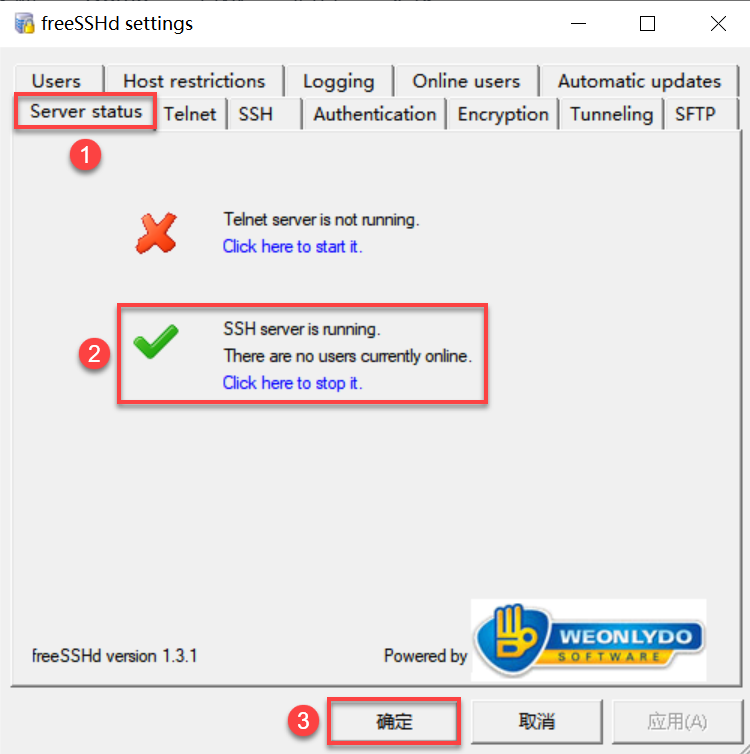 freeSSHd settings
Users Host restrictions Logging Online users Automatic updates
Server status Telnet SSH Authentication Encryption Tunneling SFTP
1
Telnet server is not running.
Click here to start it.
SSH server is running.
2
There are no users currently online.
Click here to stop it.
WEONLYDO
SOFTWARE
freeSSHd version 1.3.1 Powered by
3 确定 取消 应用(A)